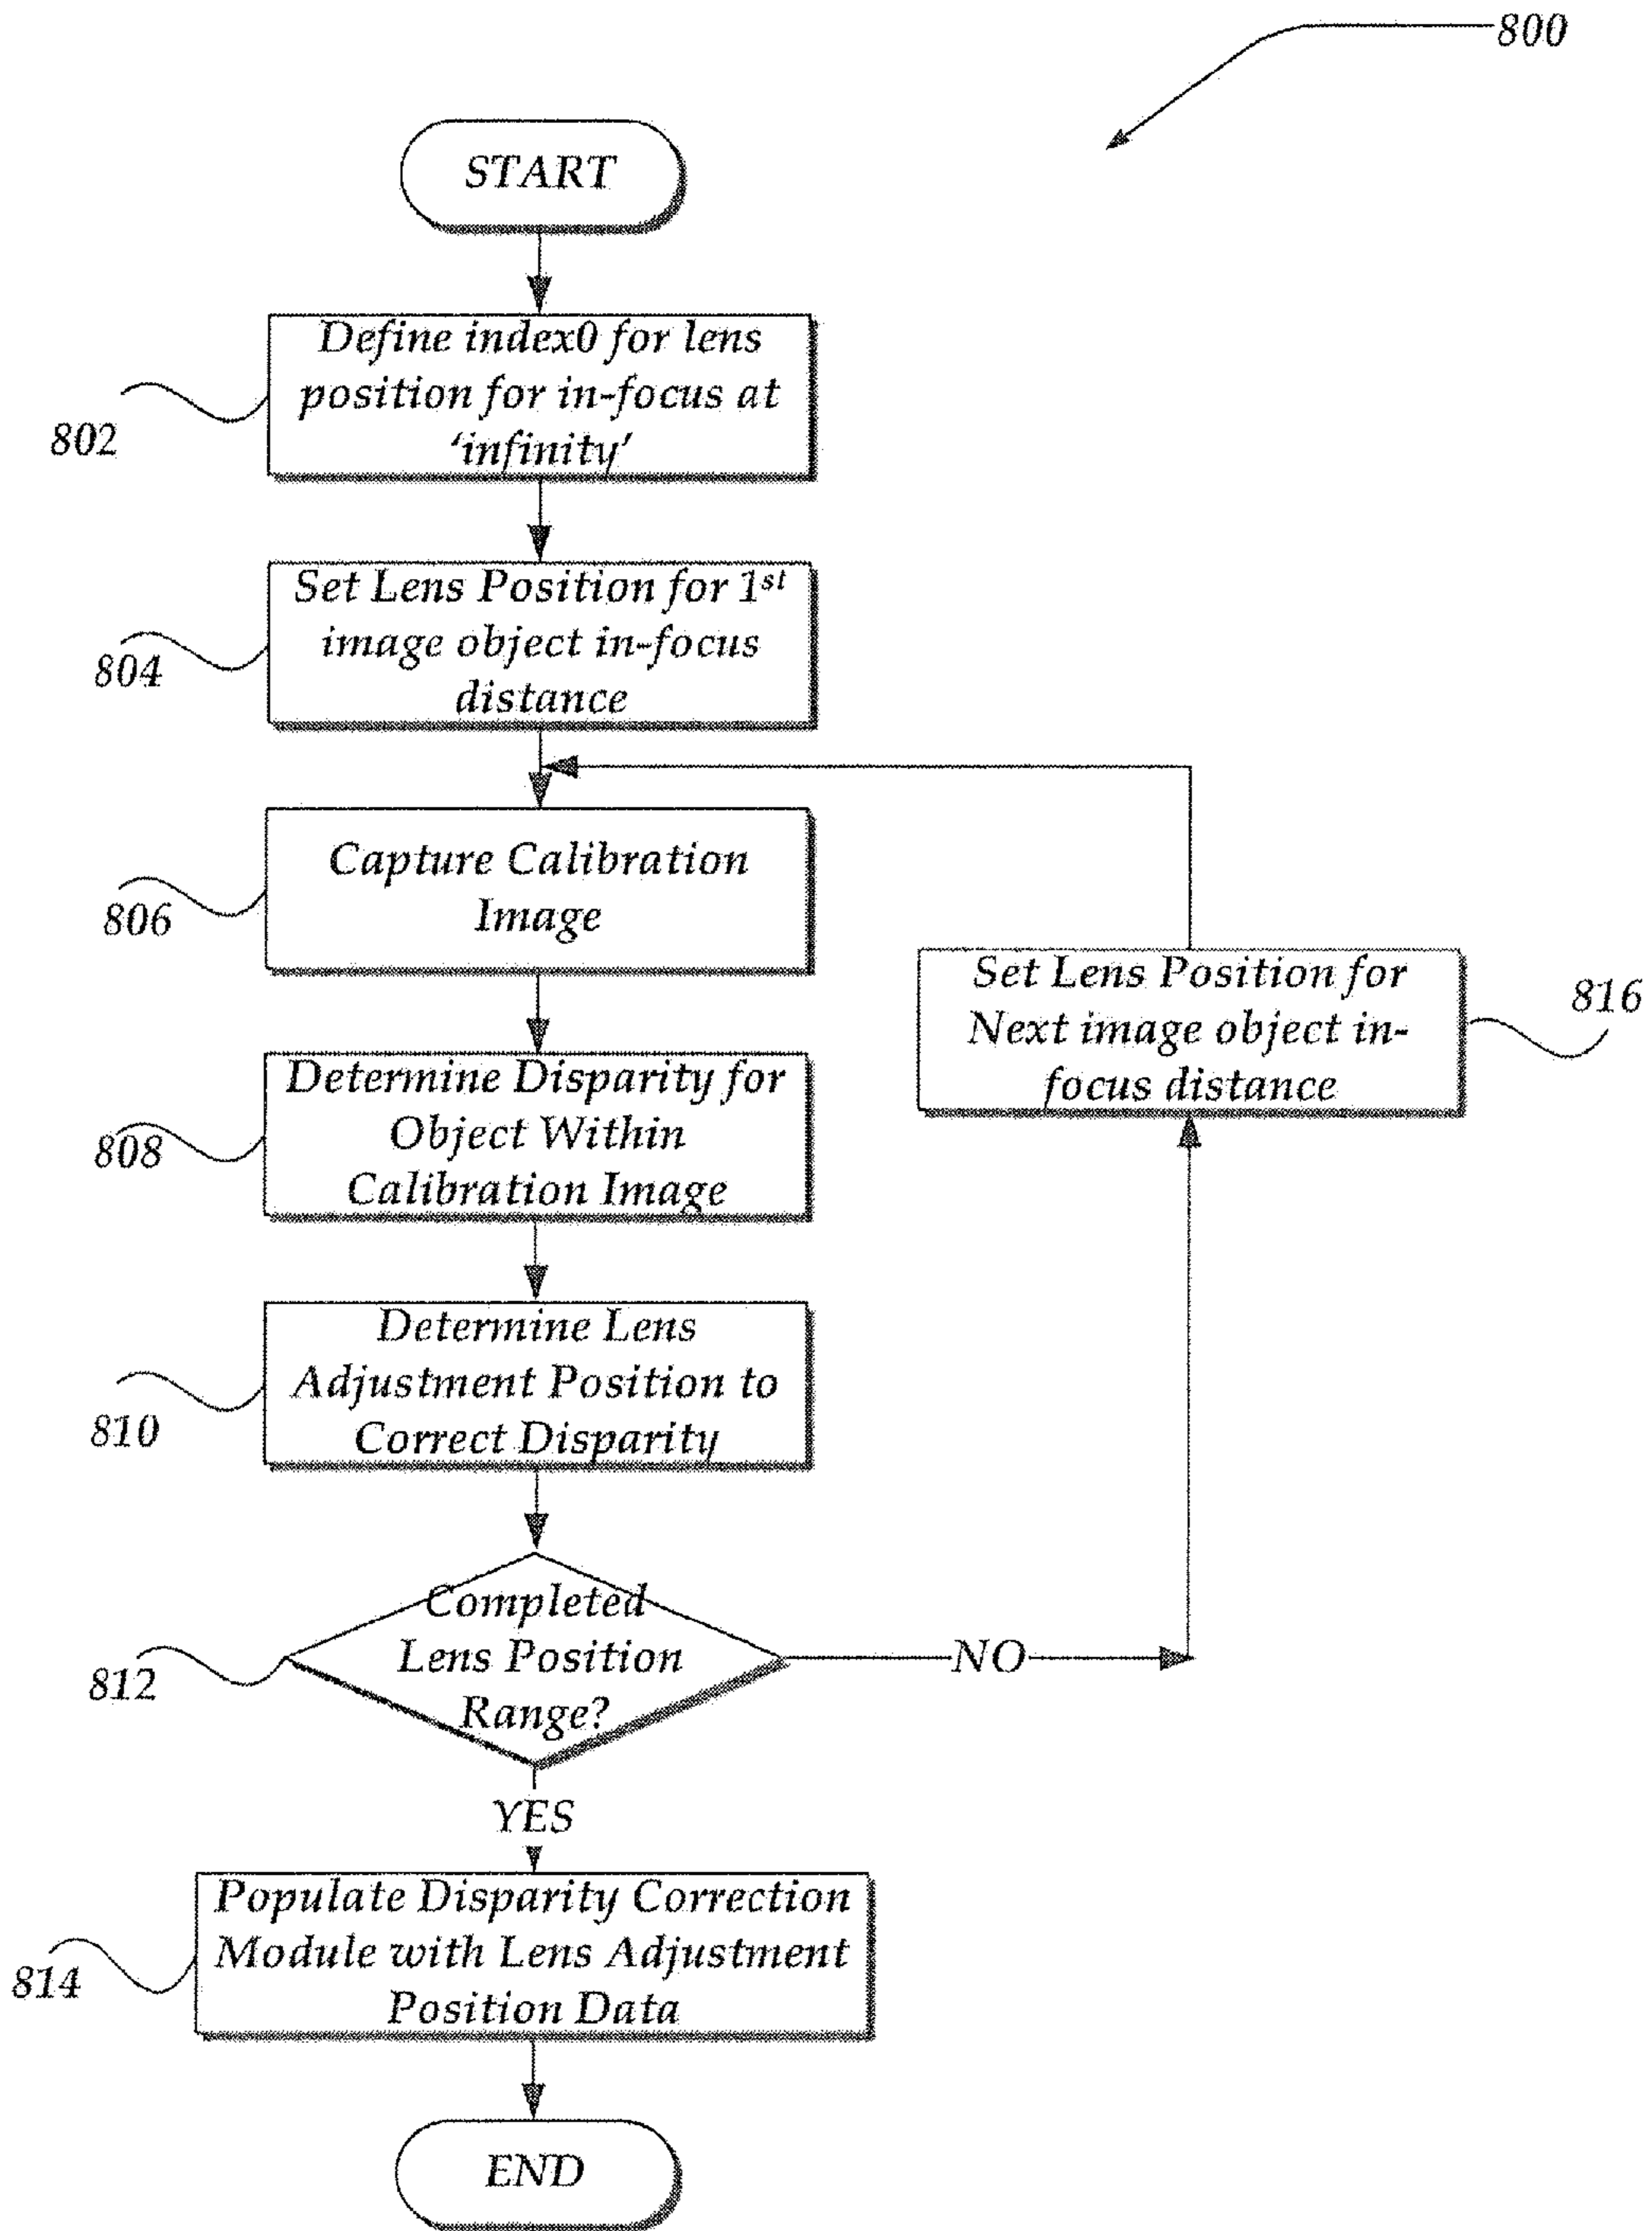 800
START
Define index0 for lens
position for in-focus at
'infinity'
802
Set Lens Position for 1st
image object in-focus
distance
804
Capture Calibration
Image
806
Set Lens Position for
Next image object in-
focus distance
816
Determine Disparity for
Object Within
Calibration Image
808
Determine Lens
Adjustment Position to
Correct Disparity
810
Completed
Lens Position
Range?
812
NO
YES
Populate Disparity Correction
Module with Lens Adjustment
Position Data
814
END